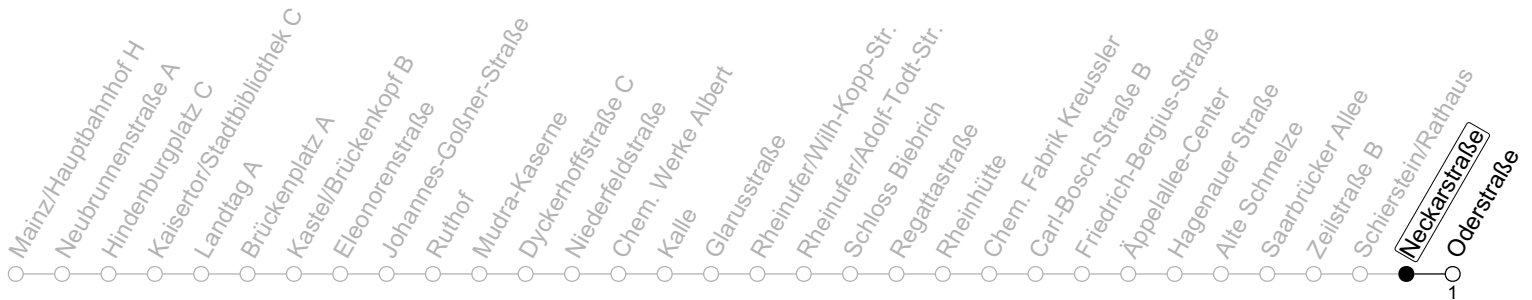 Mainz/Hauptbahnhof H
Neubrunnenstraße A
Hindenburgplatz C
Kaisertor/Stadtbibliothek C
Landtag A
Brückenplatz A
Kastel/Brückenkopf B
Eleonorenstraße
Johannes-Goßner-Straße
Ruthof
Mudra-Kaserne
Dyckerhoffstraße C
Niederfeldstraße
Chem. Werke Albert
Kalle
Glarusstraße
Rheinufer/Wilh-Kopp-Str.
Rheinufer/Adolf-Todt-Str.
Schloss Biebrich
Regattastraße
Rheinhütte
Chem. Fabrik Kreussler
Carl-Bosch-Straße B
Friedrich-Bergius-Straße
Äppelallee-Center
Hagenauer Straße
Alte Schmelze
Saarbrücker Allee
Zeilstraße B
Schierstein/Rathaus
Neckarstraße
Oderstraße
1